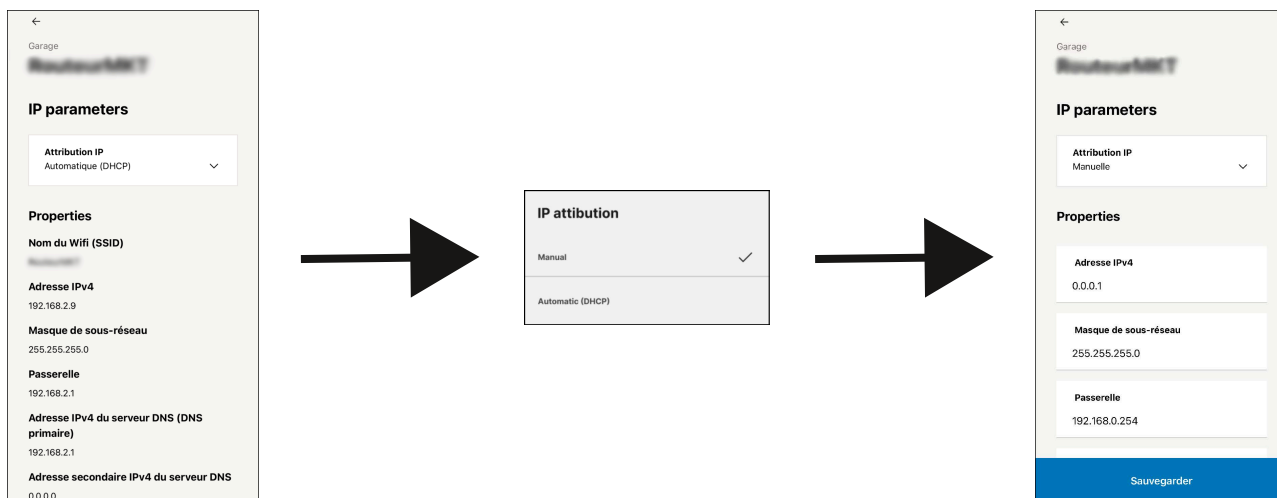 Garage
IP parameters
Attribution IP
Automatique (DHCP)
Properties
Nom du Wifi (SSID)
Adresse IPv4
192.168.2.9
Masque de sous-réseau
255.255.255.0
Passerelle
192.168.2.1
Adresse IPv4 du serveur DNS (DNS
primaire)
192.168.2.1
Adresse secondaire IPv4 du serveur DNS
0.0.0.0
IP attibution
Manual
Automatic (DHCP)
Garage
IP parameters
Attribution IP
Manuelle
Properties
Adresse IPv4
0.0.0.1
Masque de sous-réseau
255.255.255.0
Passerelle
192.168.0.254
Sauvegarder